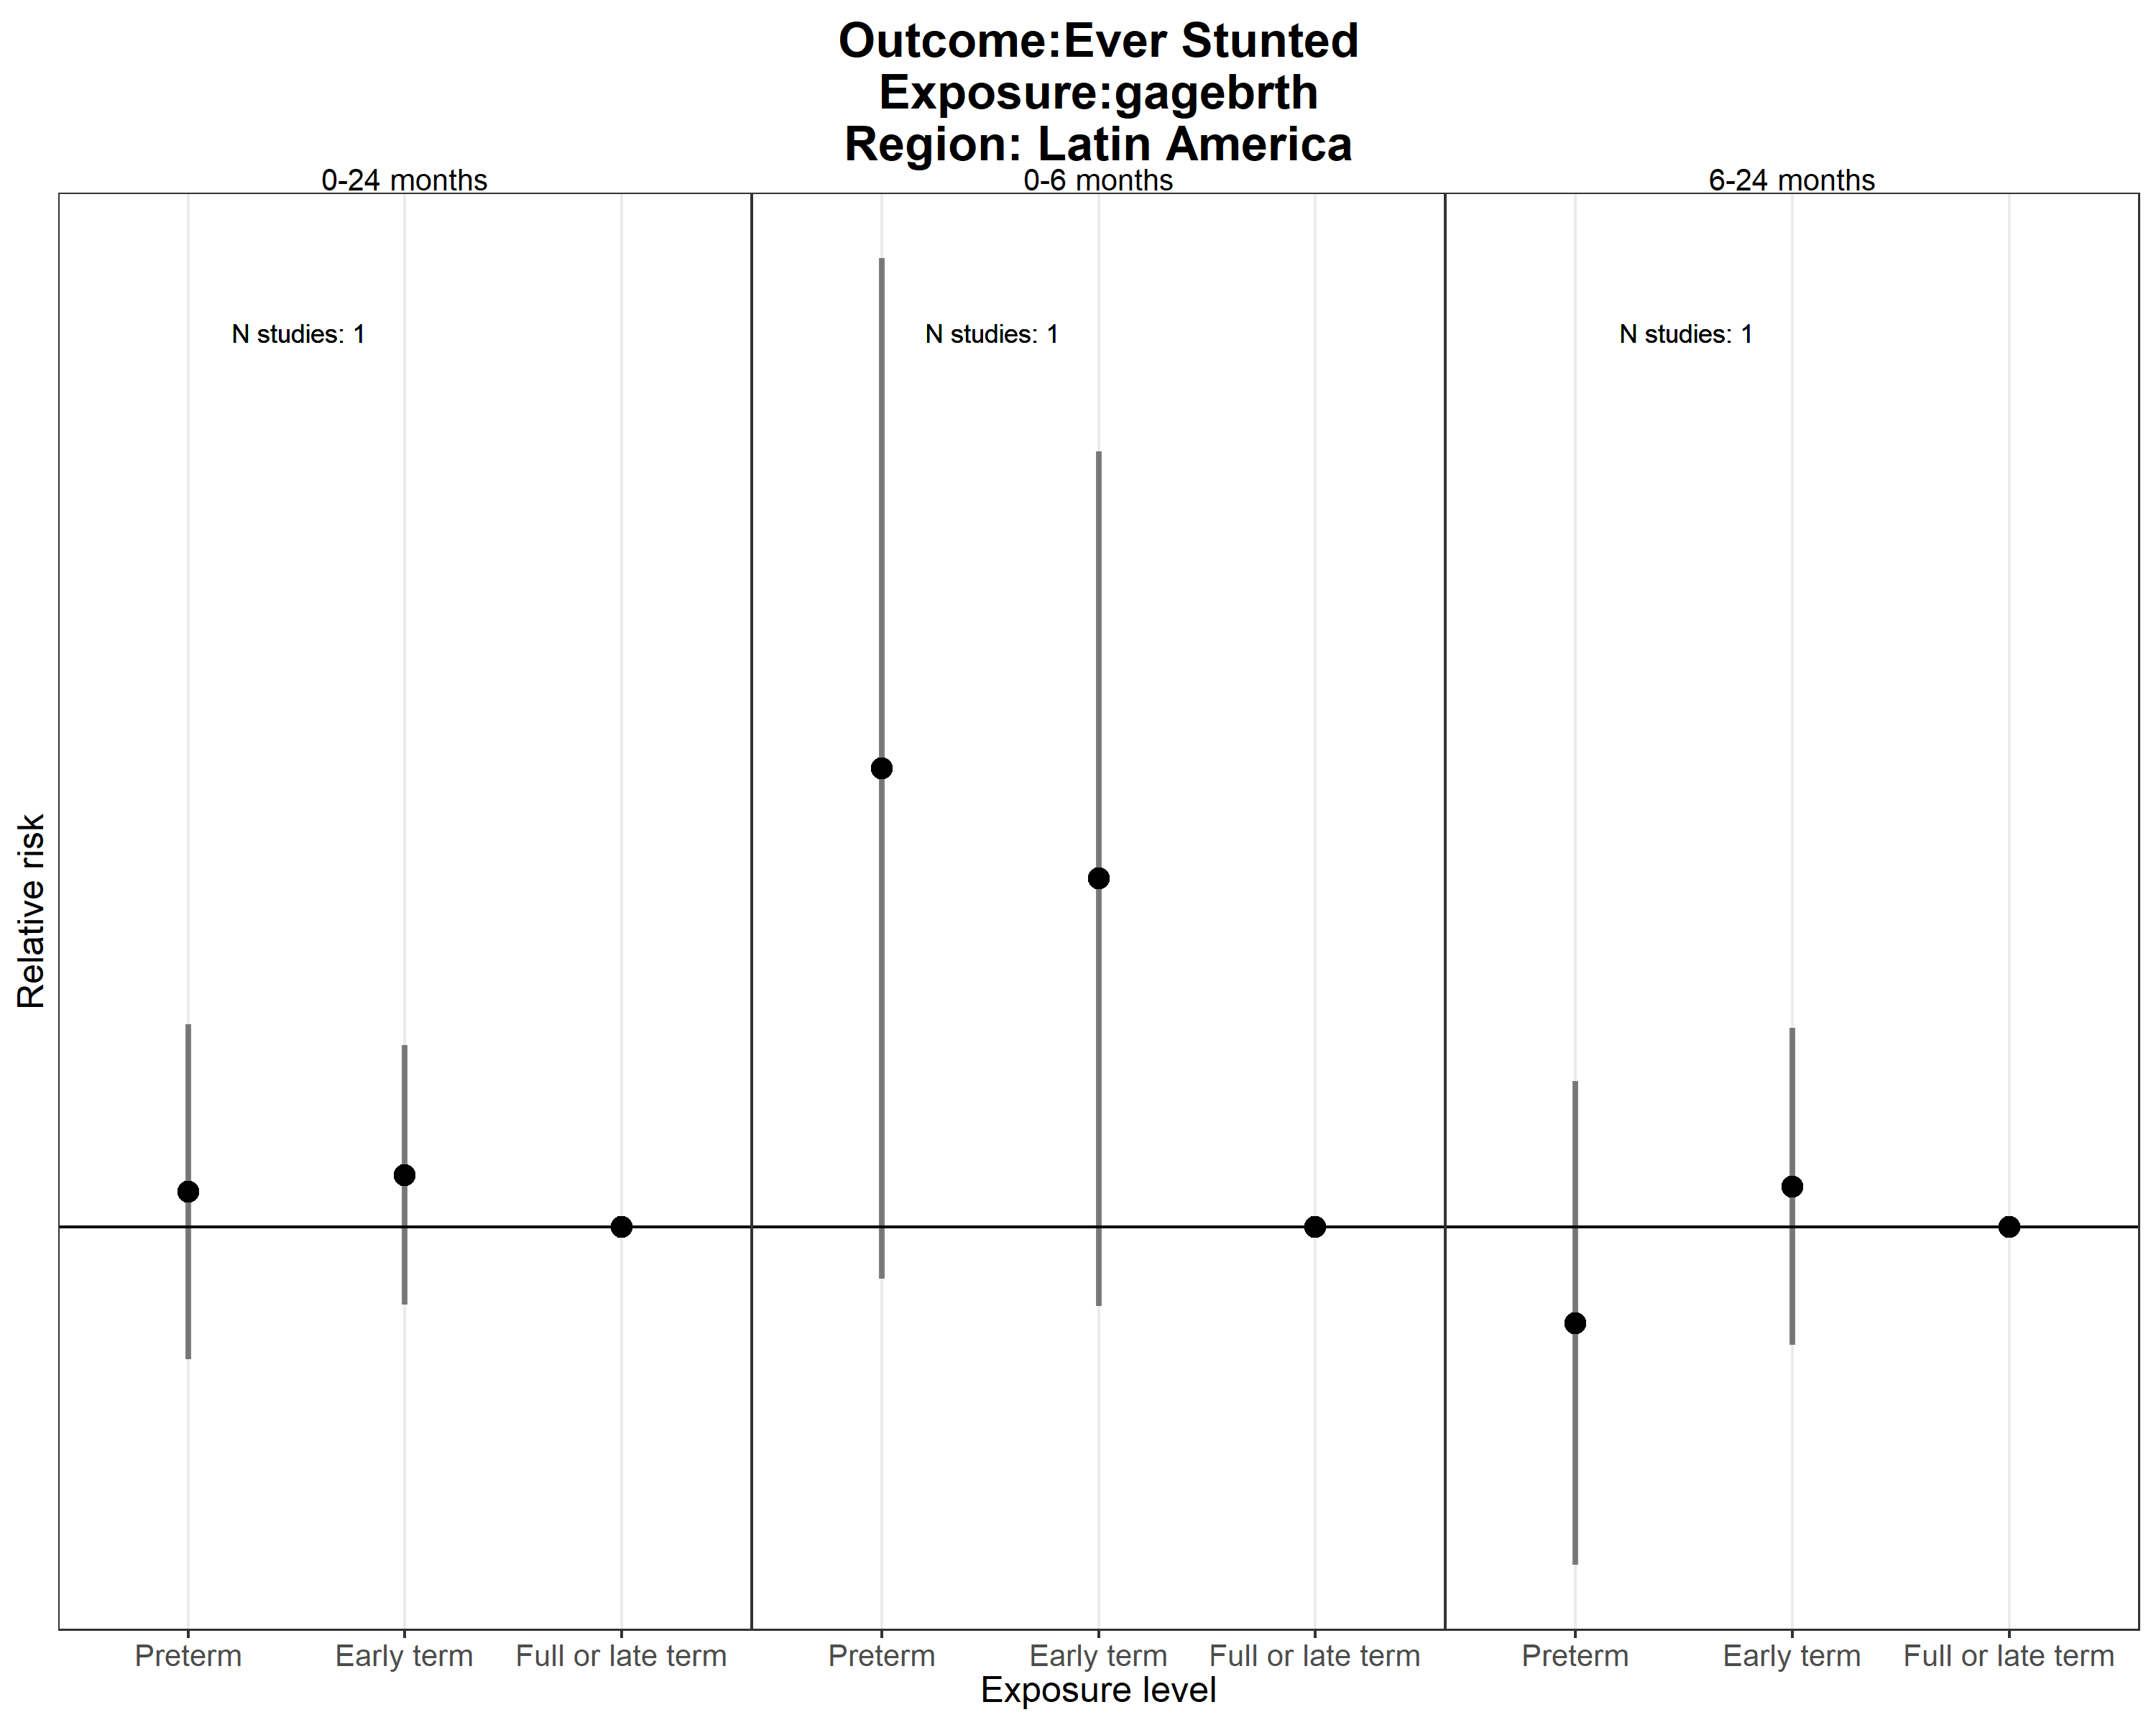 Outcome:Ever Stunted
Exposure:gagebrth
Region: Latin America
0-24 months
0-6 months
6-24 months
N studies: 1
N studies: 1
N studies: 1
Relative risk
Preterm
Early term
Full or late term
Preterm
Early term
Full or late term
Preterm
Early term
Full or late term
Exposure level